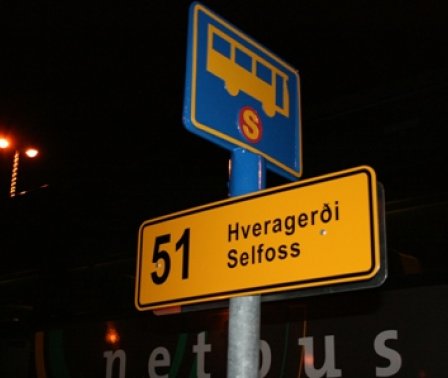 S
51
Hveragerði
Selfoss
netbus